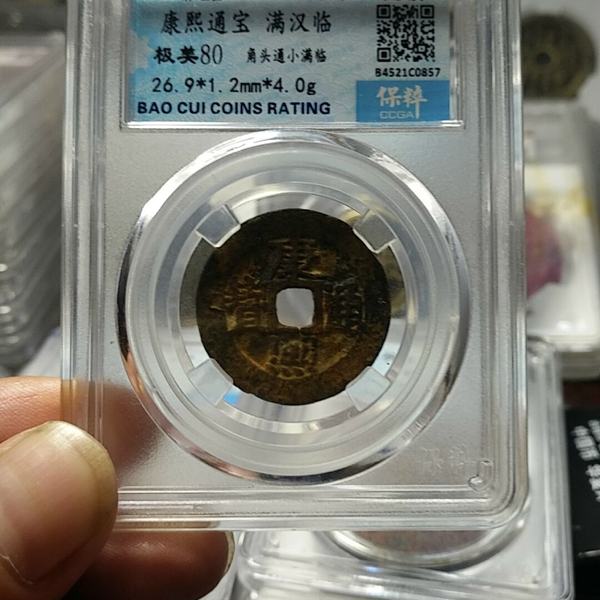 康熙通宝 满汉临
极美80 角头通小满临
26.9*1.2mm*4.0g
BAO CUI COINS RATING
B4521C0857
保粹
CCGA
康熙通寶